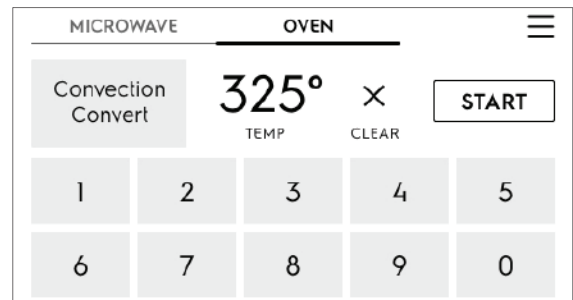 MICROWAVE OVEN
Convection
Convert
325°
TEMP
×
CLEAR
START
1 2 3 4 5
6 7 8 9 0